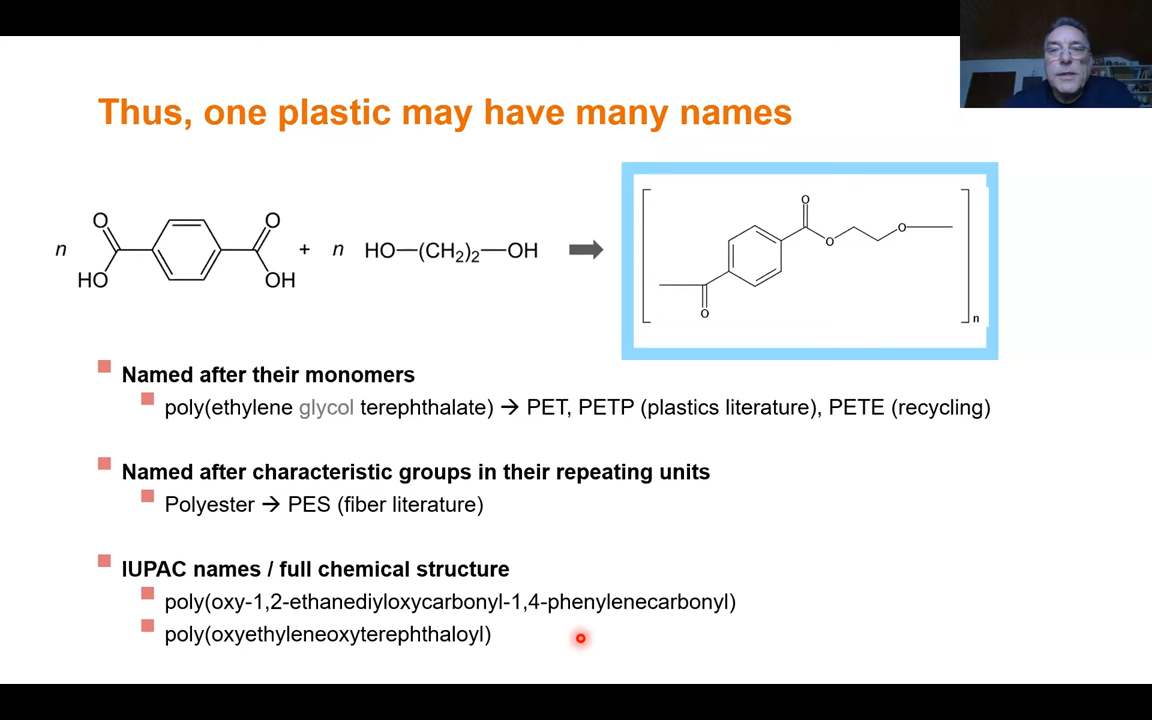 Thus, one plastic may have many names
n O HO O OH + n HO—(CH₂)₂—OH
O O O O n
Named after their monomers
poly(ethylene glycol terephthalate) → PET, PETP (plastics literature), PETE (recycling)
Named after characteristic groups in their repeating units
Polyester → PES (fiber literature)
IUPAC names / full chemical structure
poly(oxy-1,2-ethanediyloxycarbonyl-1,4-phenylenecarbonyl)
poly(oxyethyleneoxyterephthaloyl)